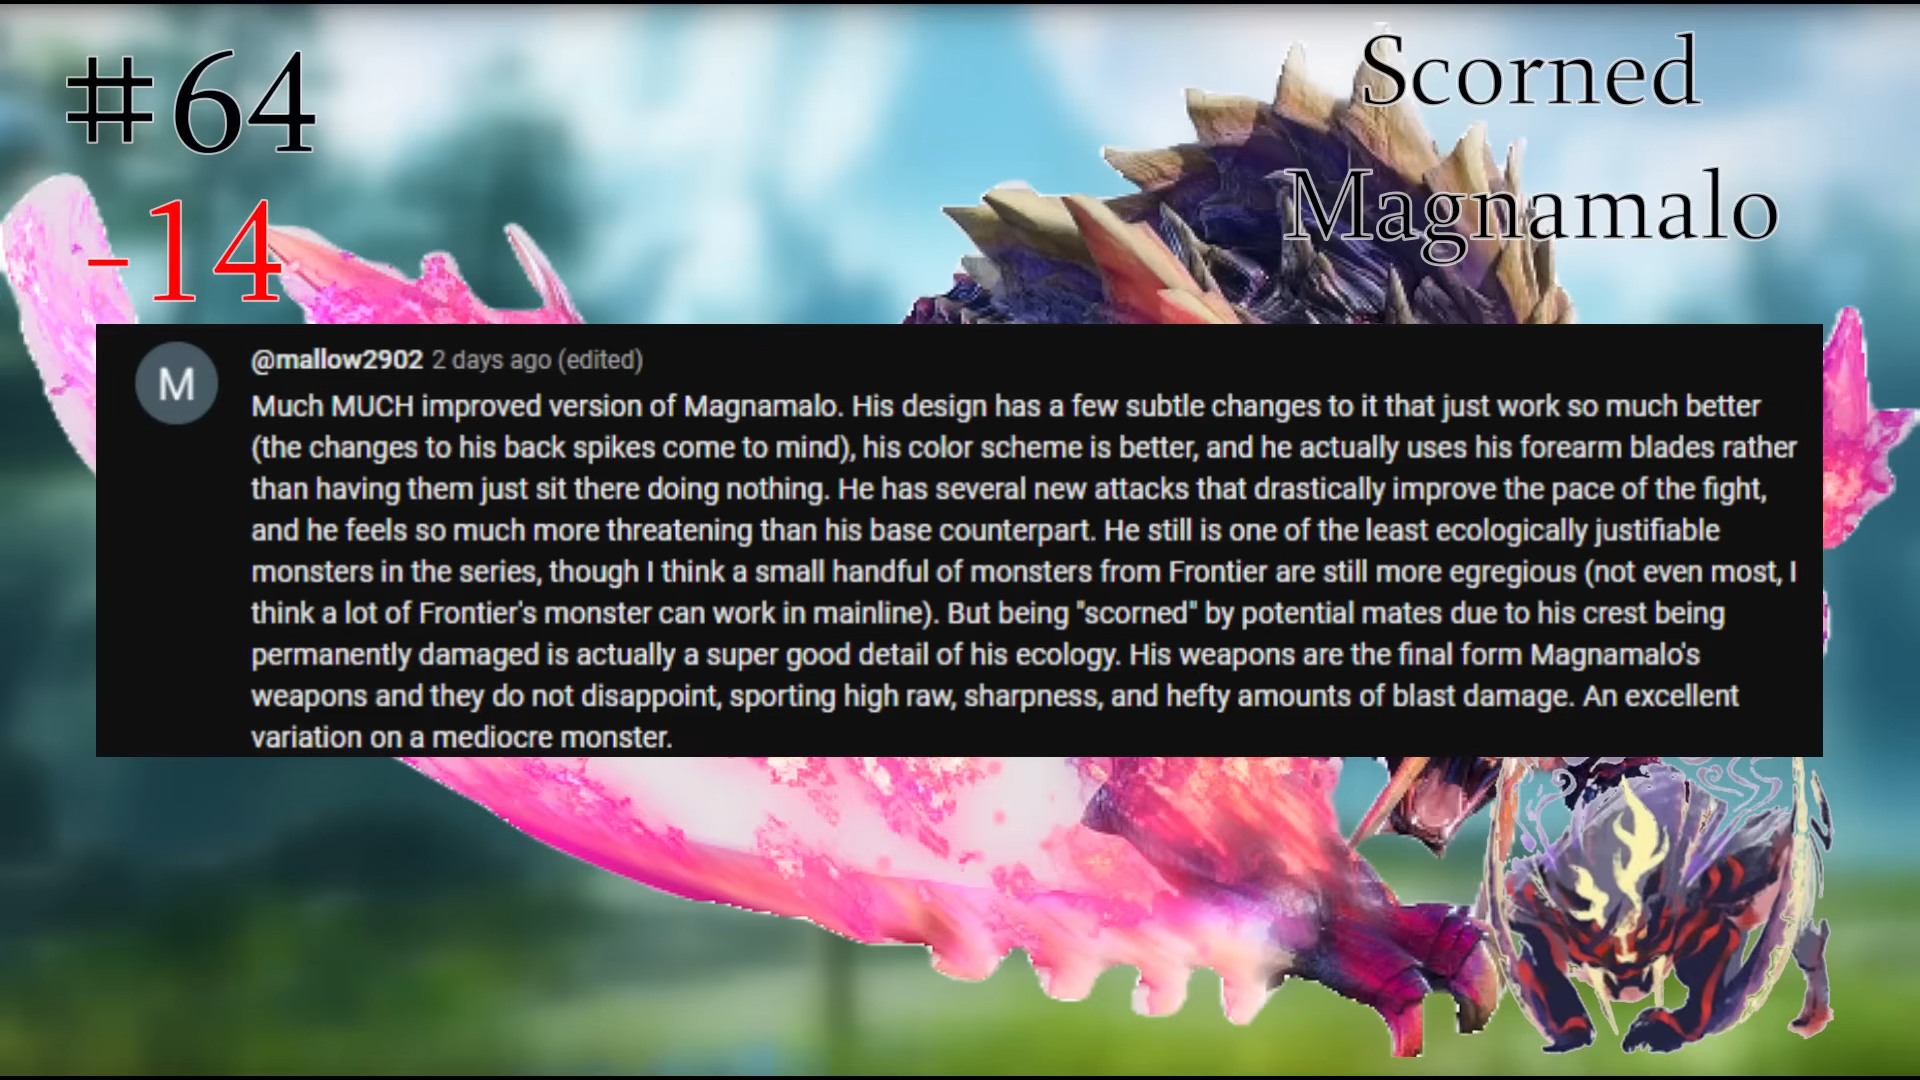 #64
-14
Scorned
Magnamalo
M
@mallow2902 2 days ago (edited)
Much MUCH improved version of Magnamalo. His design has a few subtle changes to it that just work so much better
(the changes to his back spikes come to mind), his color scheme is better, and he actually uses his forearm blades rather
than having them just sit there doing nothing. He has several new attacks that drastically improve the pace of the fight,
and he feels so much more threatening than his base counterpart. He still is one of the least ecologically justifiable
monsters in the series, though I think a small handful of monsters from Frontier are still more egregious (not even most, I
think a lot of Frontier's monster can work in mainline). But being "scorned" by potential mates due to his crest being
permanently damaged is actually a super good detail of his ecology. His weapons are the final form Magnamalo's
weapons and they do not disappoint, sporting high raw, sharpness, and hefty amounts of blast damage. An excellent
variation on a mediocre monster.